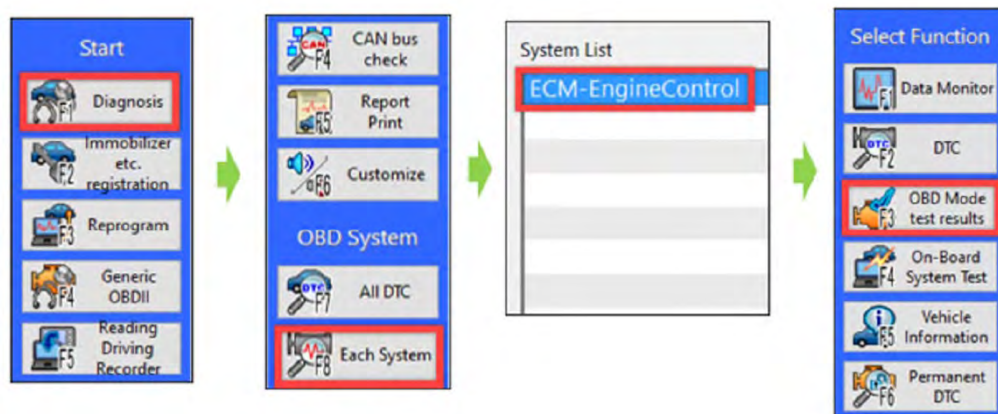 Start
F1
Diagnosis
F2
Immobilizer
etc.
registration
F3
Reprogram
F4
Generic
OBDII
F5
Reading
Driving
Recorder
CAN
F4
CAN bus
check
F5
Report
Print
F6
Customize
OBD System
DTC
F7
All DTC
F8
Each System
System List
ECM-EngineControl
Select Function
F1
Data Monitor
DTC
F2
DTC
F3
OBD Mode
test results
F4
On-Board
System Test
F5
Vehicle
Information
F6
Permanent
DTC